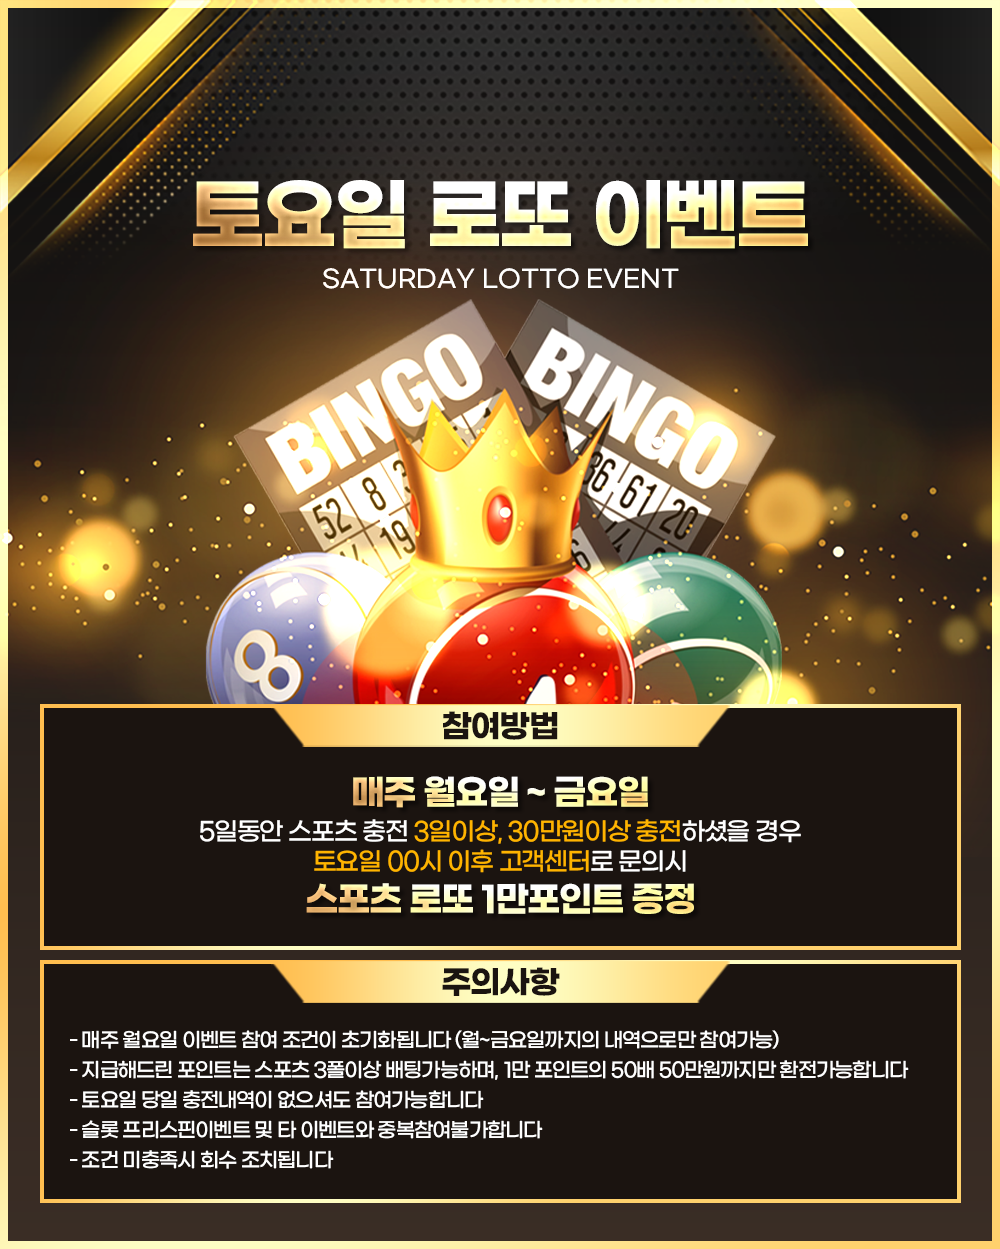 토요일 로또 이벤트
SATURDAY LOTTO EVENT
BINGO
BINGO
52 8 3
19
36 61 20
4
66
8
참여방법
매주 월요일 ~ 금요일
5일동안 스포츠 충전 3일이상, 30만원이상 충전하셨을 경우
토요일 00시 이후 고객센터로 문의시
스포츠 로또 1만포인트 증정
주의사항
- 매주 월요일 이벤트 참여 조건이 초기화됩니다 (월~금요일까지의 내역으로만 참여가능)
- 지급해드린 포인트는 스포츠 3폴이상 배팅가능하며, 1만 포인트의 50배 50만원까지만 환전가능합니다
- 토요일 당일 충전내역이 없으셔도 참여가능합니다
- 슬롯 프리스핀이벤트 및 타 이벤트와 중복참여불가합니다
- 조건 미충족시 회수 조치됩니다